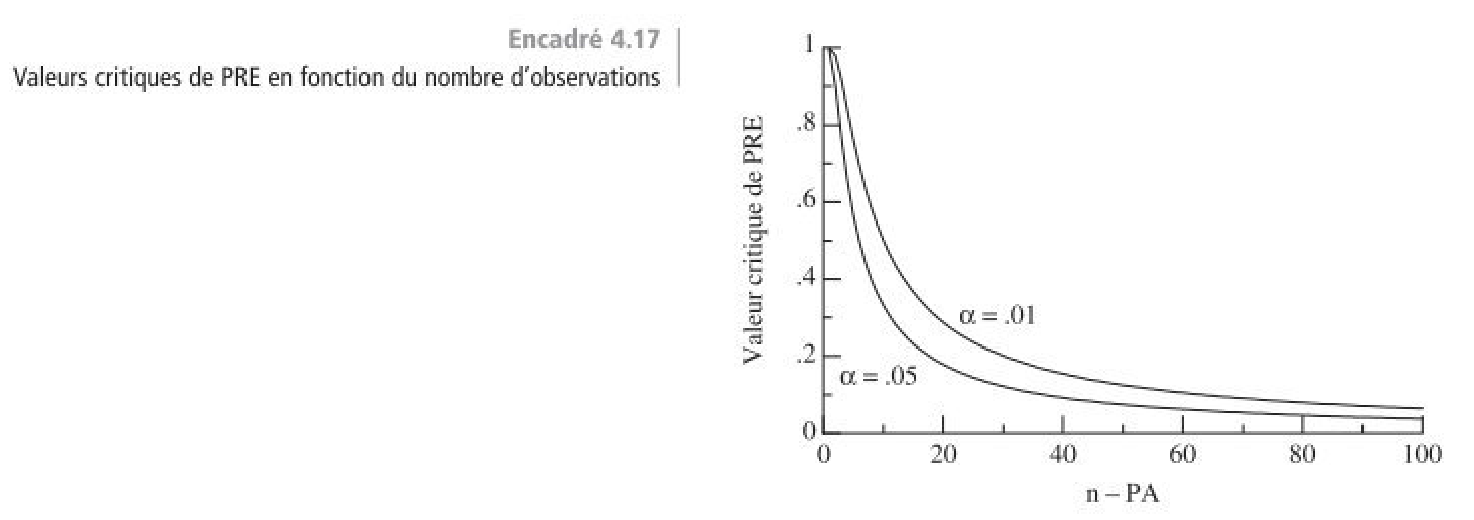 Encadré 4.17
Valeurs critiques de PRE en fonction du nombre d'observations
Valeur critique de PRE
1
.8
.6
.4
.2
0
α = .01
α = .05
0 20 40 60 80 100
n – PA